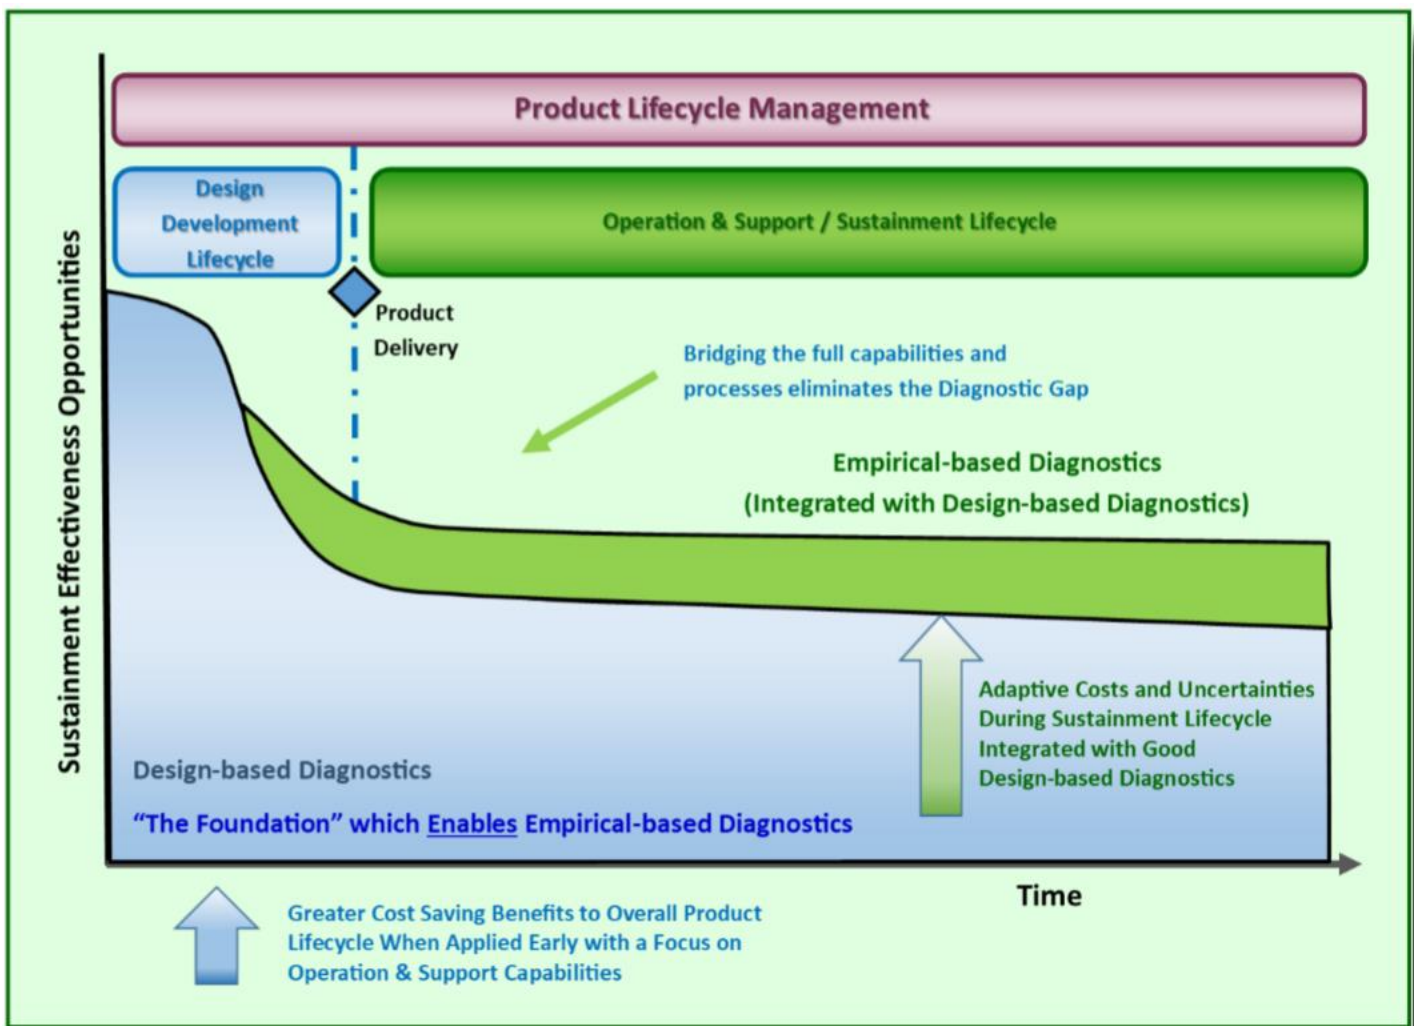 Product Lifecycle Management
Design
Development
Lifecycle
Operation & Support / Sustainment Lifecycle
Product
Delivery
Bridging the full capabilities and
processes eliminates the Diagnostic Gap
Empirical-based Diagnostics
(Integrated with Design-based Diagnostics)
Sustainment Effectiveness Opportunities
Adaptive Costs and Uncertainties
During Sustainment Lifecycle
Integrated with Good
Design-based Diagnostics
Design-based Diagnostics
“The Foundation” which Enables Empirical-based Diagnostics
Time
Greater Cost Saving Benefits to Overall Product
Lifecycle When Applied Early with a Focus on
Operation & Support Capabilities